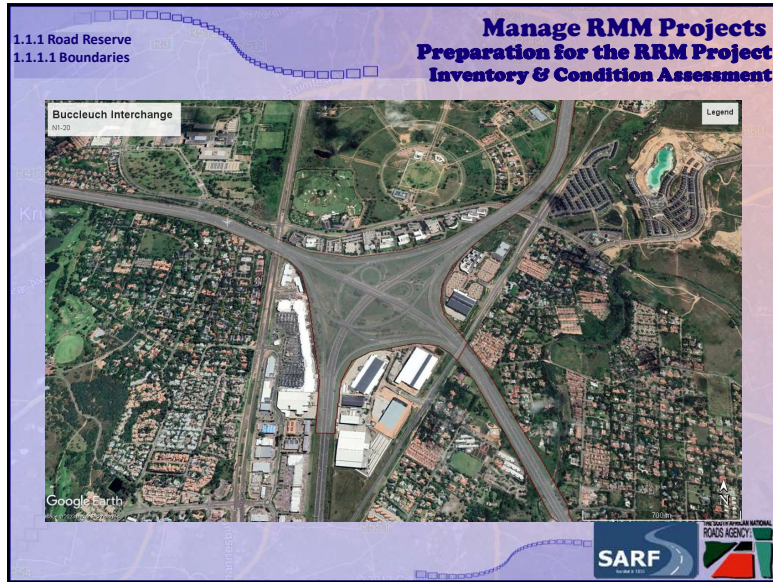 1.1.1 Road Reserve
1.1.1.1 Boundaries
Manage RMM Projects
Preparation for the RRM Project
Inventory & Condition Assessment
Buccleuch Interchange
N1-20
Legend
Google Earth
700 m
N
SARF
THE SOUTH AFRICAN NATIONAL
ROADS AGENCY